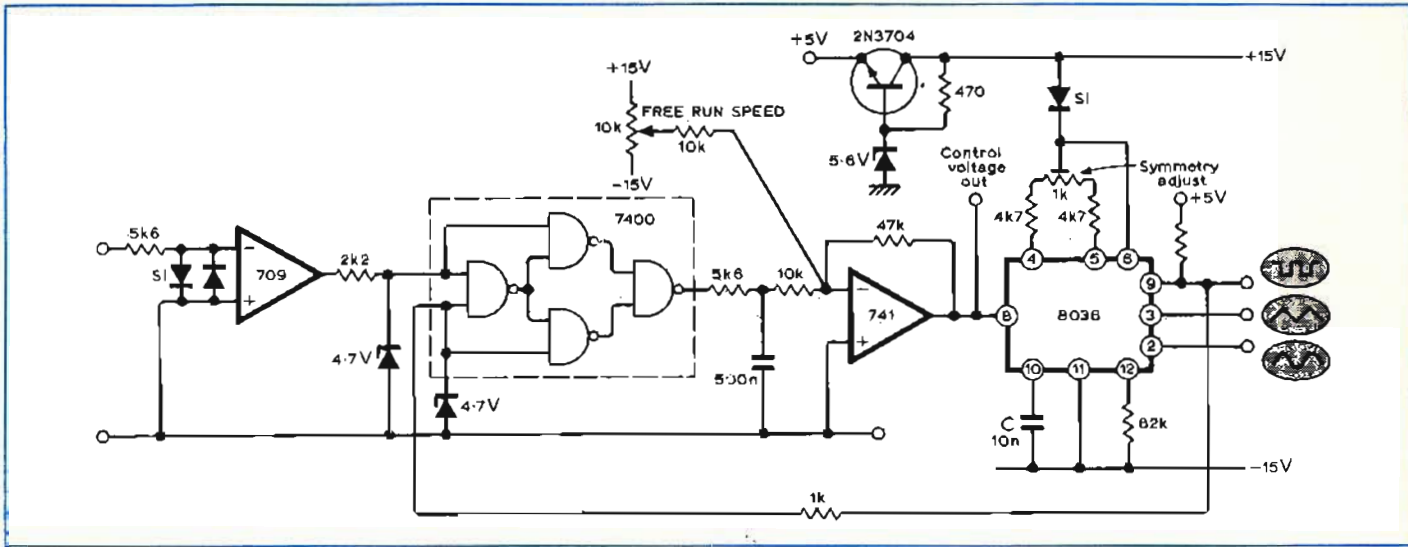 +5V
2N3704
+15V
470
S1
5·6V
+15V
10k
FREE RUN SPEED
10k
-15V
Control
voltage
out
Symmetry
adjust
1k
+5V
4k7
4k7
7400
5k6
S1
709
2k2
4·7V
4·7V
5k6
10k
500n
47k
741
4
5
6
8
8038
9
3
2
10
11
12
C
10n
82k
-15V
1k
-
+
-
+